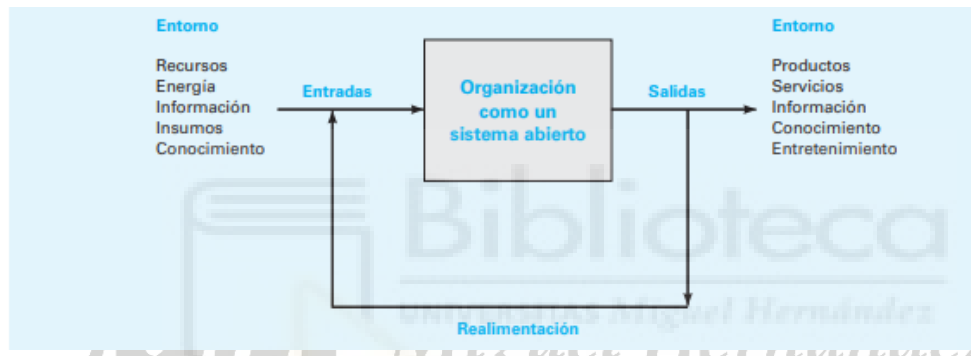 Entorno
Recursos
Energía
Información
Insumos
Conocimiento
Entradas
Organización
como un
sistema abierto
Salidas
Entorno
Productos
Servicios
Información
Conocimiento
Entretenimiento
Realimentación
Biblioteca
UNIVERSITAS Miguel Hernández